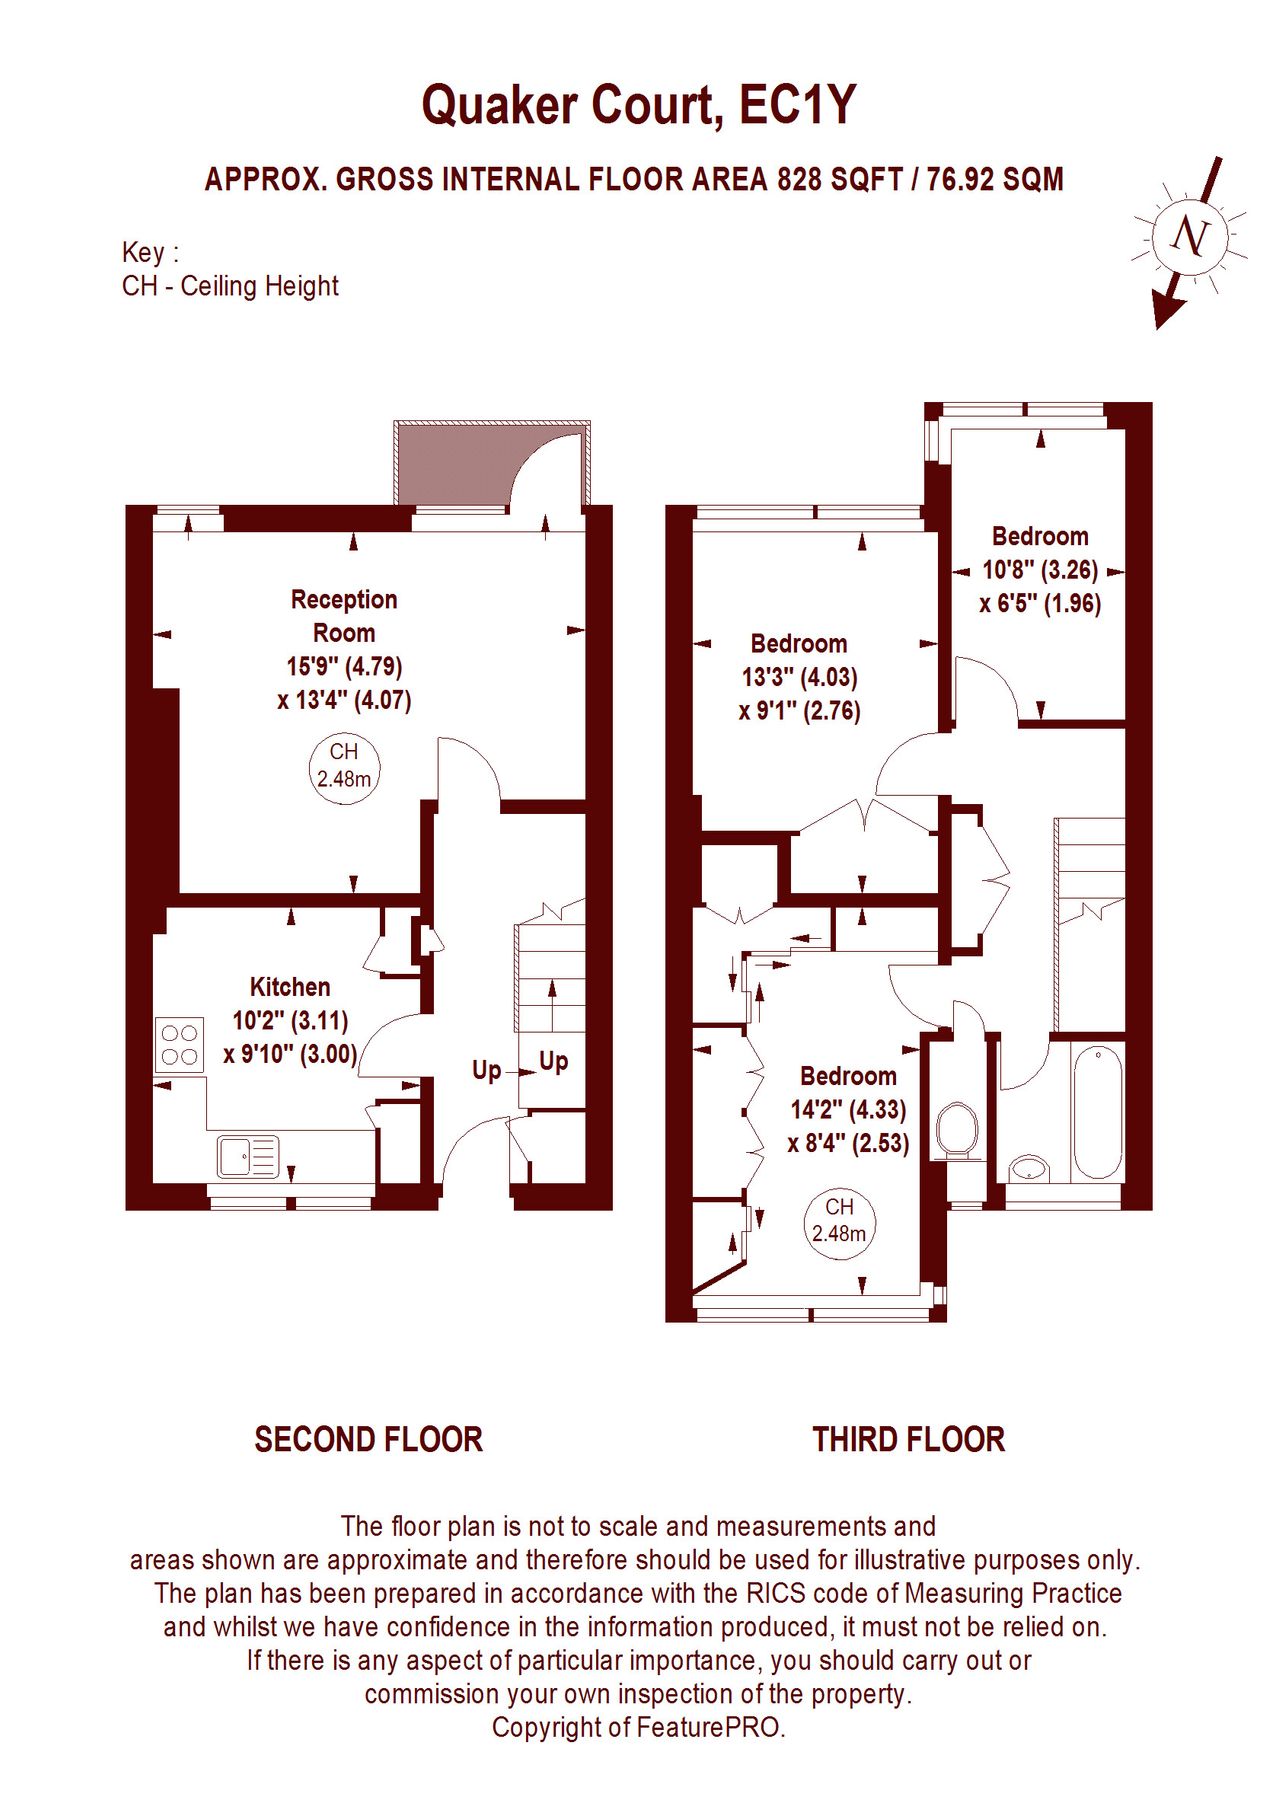 Quaker Court, EC1Y
APPROX. GROSS INTERNAL FLOOR AREA 828 SQFT / 76.92 SQM
N
Key :
CH - Ceiling Height
Reception
Room
15'9" (4.79)
x 13'4" (4.07)
CH
2.48m
Kitchen
10'2" (3.11)
x 9'10" (3.00)
Up
Up
Bedroom
10'8" (3.26)
x 6'5" (1.96)
Bedroom
13'3" (4.03)
x 9'1" (2.76)
Bedroom
14'2" (4.33)
x 8'4" (2.53)
CH
2.48m
SECOND FLOOR
THIRD FLOOR
The floor plan is not to scale and measurements and
areas shown are approximate and therefore should be used for illustrative purposes only.
The plan has been prepared in accordance with the RICS code of Measuring Practice
and whilst we have confidence in the information produced, it must not be relied on.
If there is any aspect of particular importance, you should carry out or
commission your own inspection of the property.
Copyright of FeaturePRO.